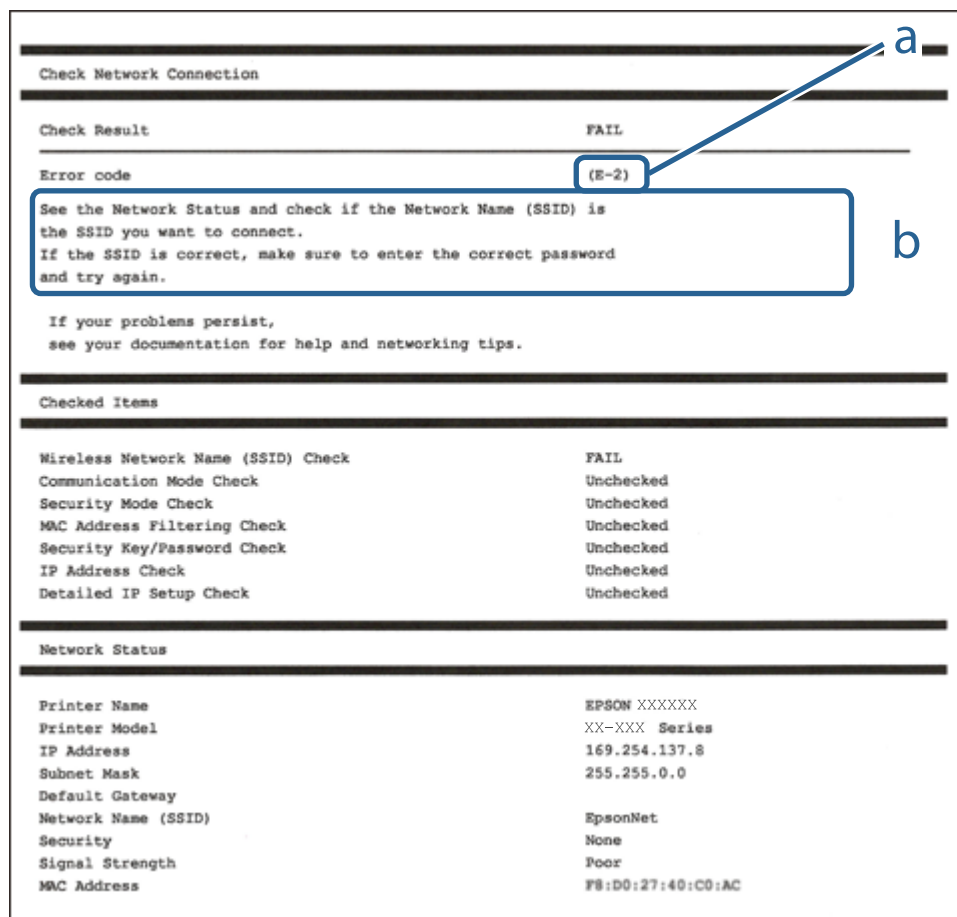 a
Check Network Connection
Check Result FAIL
Error code (E-2)
See the Network Status and check if the Network Name (SSID) is
the SSID you want to connect.
If the SSID is correct, make sure to enter the correct password
and try again.
b
If your problems persist,
see your documentation for help and networking tips.
Checked Items
Wireless Network Name (SSID) Check FAIL
Communication Mode Check Unchecked
Security Mode Check Unchecked
MAC Address Filtering Check Unchecked
Security Key/Password Check Unchecked
IP Address Check Unchecked
Detailed IP Setup Check Unchecked
Network Status
Printer Name EPSON XXXXXX
Printer Model XX-XXX Series
IP Address 169.254.137.8
Subnet Mask 255.255.0.0
Default Gateway
Network Name (SSID) EpsonNet
Security None
Signal Strength Poor
MAC Address F8:D0:27:40:C0:AC